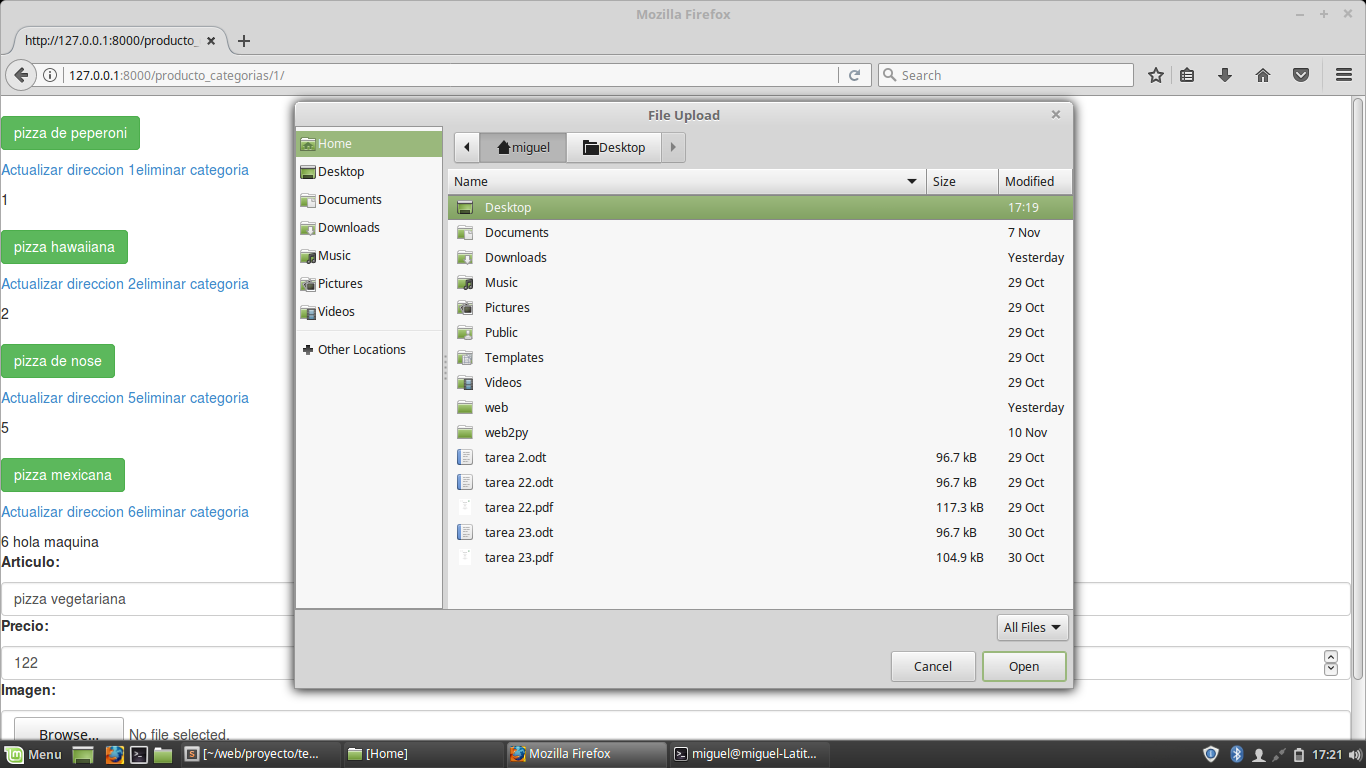 Mozilla Firefox
http://127.0.0.1:8000/producto_
127.0.0.1:8000/producto_categorias/1/
Search
pizza de peperoni
Actualizar direccion 1eliminar categoria
1
pizza hawaiiana
Actualizar direccion 2eliminar categoria
2
pizza de nose
Actualizar direccion 5eliminar categoria
5
pizza mexicana
Actualizar direccion 6eliminar categoria
6 hola maquina
Articulo:
pizza vegetariana
Precio:
122
Imagen:
Browse... No file selected.
File Upload
Home
Desktop
Documents
Downloads
Music
Pictures
Videos
Other Locations
miguel Desktop
Name Size Modified
Desktop 17:19
Documents 7 Nov
Downloads Yesterday
Music 29 Oct
Pictures 29 Oct
Public 29 Oct
Templates 29 Oct
Videos 29 Oct
web Yesterday
web2py 10 Nov
tarea 2.odt 96.7 kB 29 Oct
tarea 22.odt 96.7 kB 29 Oct
tarea 22.pdf 117.3 kB 29 Oct
tarea 23.odt 96.7 kB 30 Oct
tarea 23.pdf 104.9 kB 30 Oct
All Files
Cancel Open
Menu [~/web/proyecto/te... [Home] Mozilla Firefox miguel@miguel-Latit... 17:21